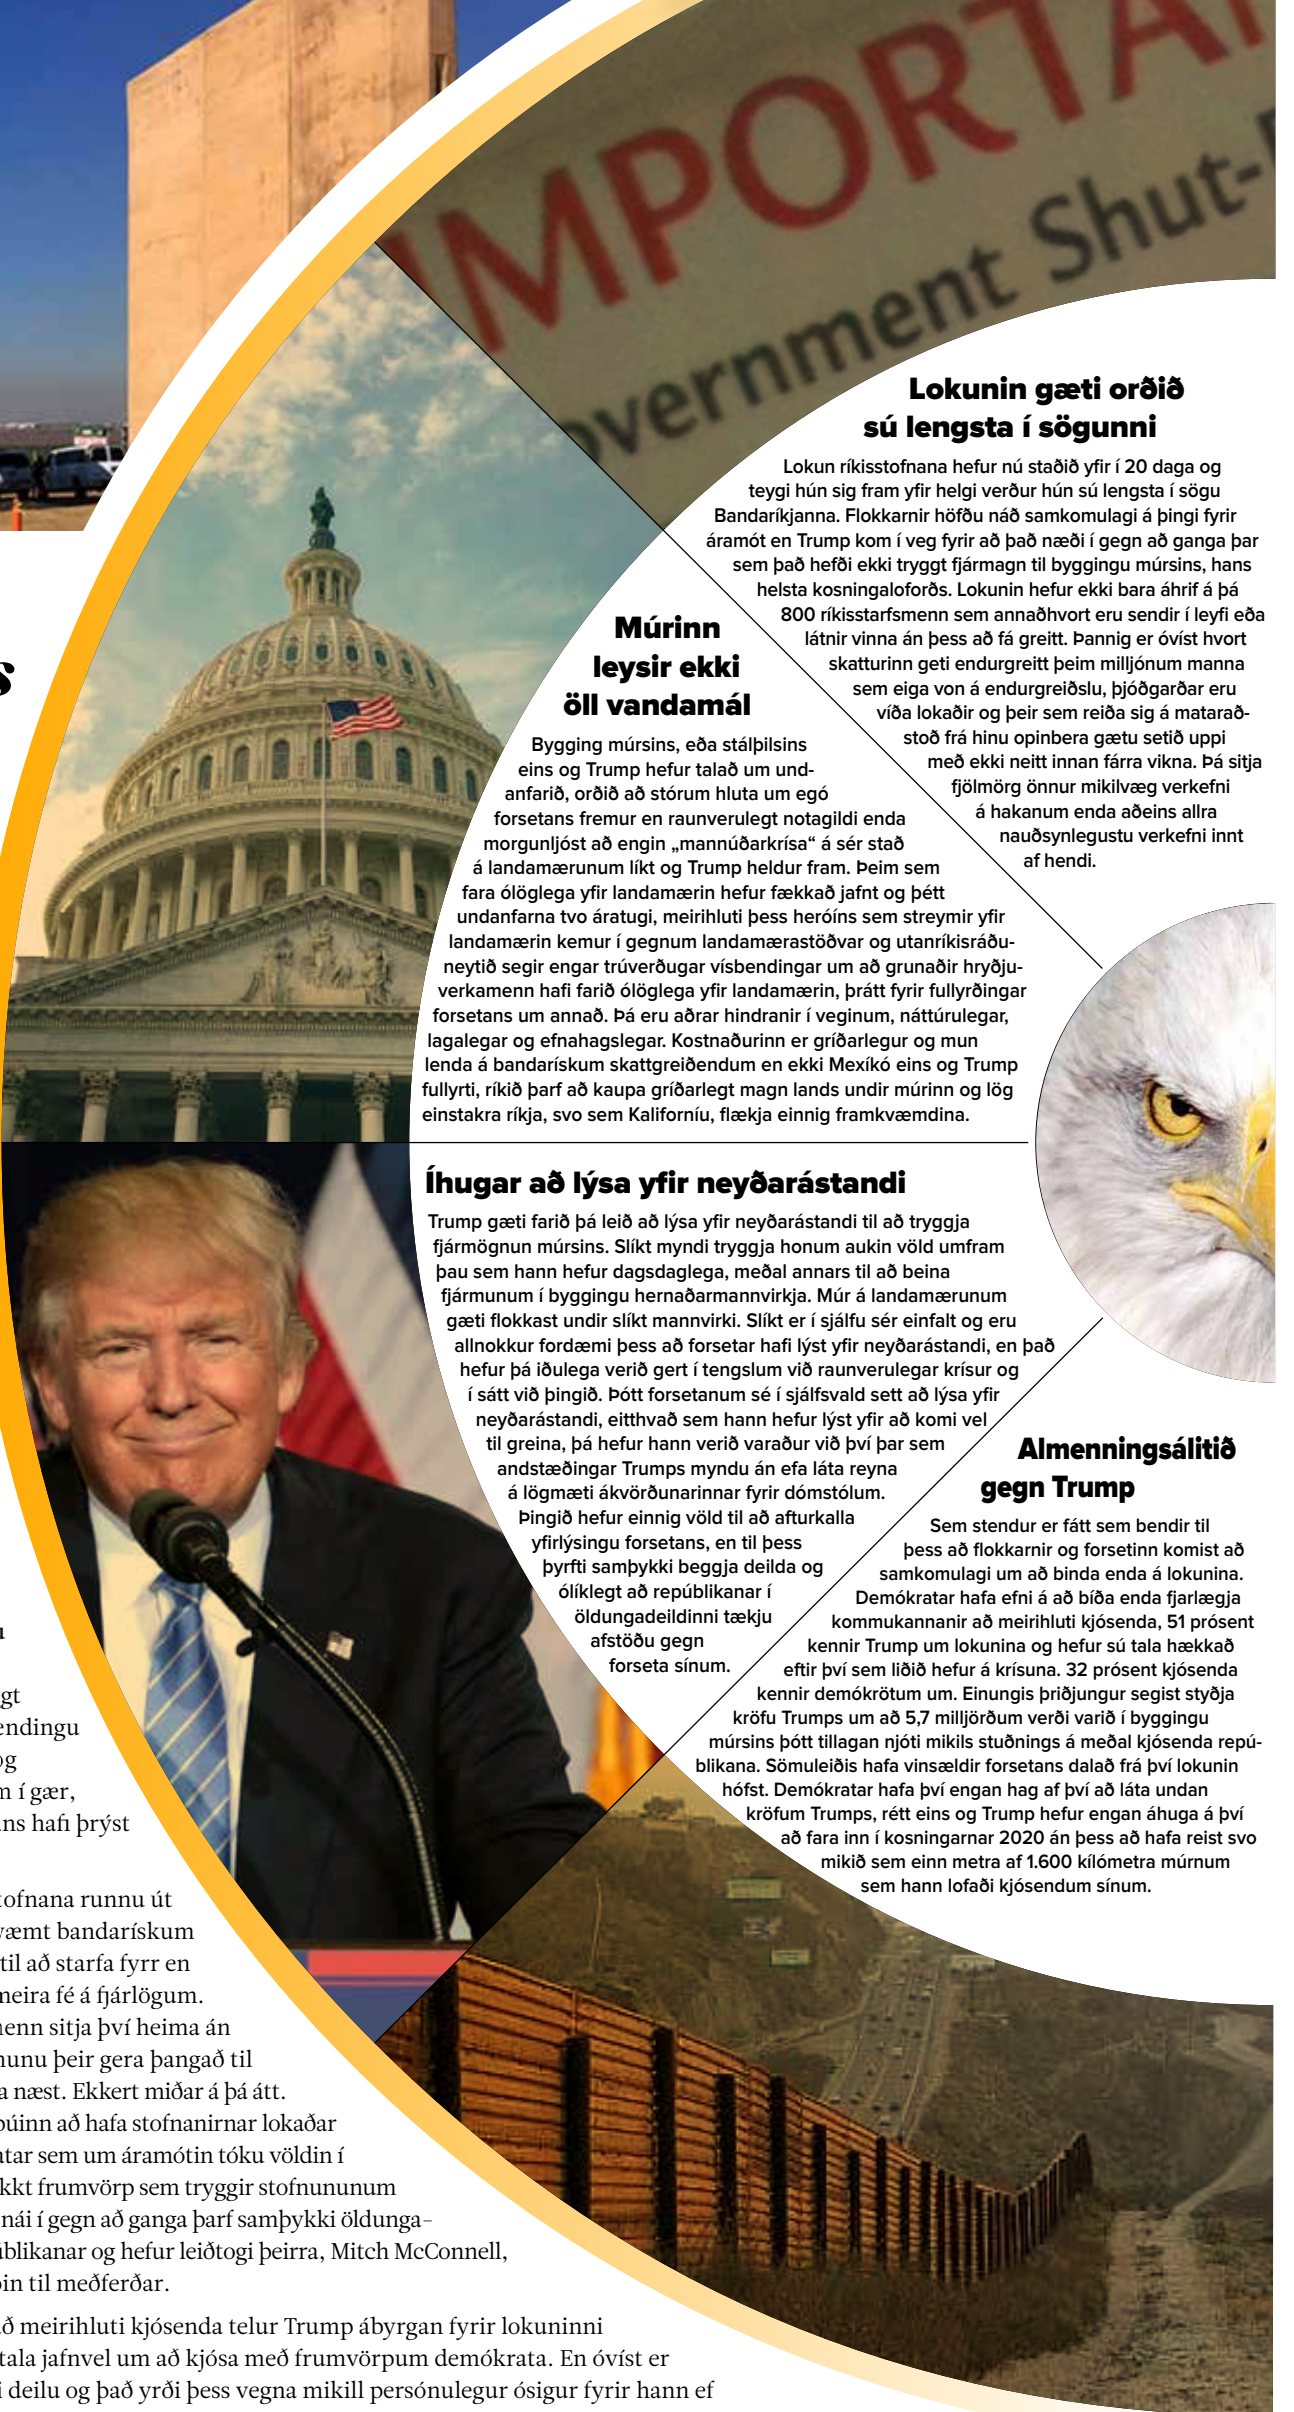 IMPORTA
overnment Shut-
Lokunin gæti orðið
sú lengsta í sögunni
Lokun ríkisstofnana hefur nú staðið yfir í 20 daga og
teygi hún sig fram yfir helgi verður hún sú lengsta í sögu
Bandaríkjanna. Flokkarnir höfðu náð samkomulagi á þingi fyrir
áramót en Trump kom í veg fyrir að það næði í gegn að ganga þar
sem það hefði ekki tryggt fjármagn til byggingu múrsins, hans
helsta kosningaloforðs. Lokunin hefur ekki bara áhrif á þá
800 ríkisstarfsmenn sem annaðhvort eru sendir í leyfi eða
látnir vinna án þess að fá greitt. Þannig er óvíst hvort
skatturinn geti endurgreitt þeim milljónum manna
sem eiga von á endurgreiðslu, þjóðgarðar eru
víða lokaðir og þeir sem reiða sig á matarað-
stoð frá hinu opinbera gætu setið uppi
með ekki neitt innan fárra vikna. Þá sitja
fjölmörg önnur mikilvæg verkefni
á hakanum enda aðeins allra
nauðsynlegustu verkefni innt
af hendi.
Múrinn
leysir ekki
öll vandamál
Bygging múrsins, eða stálþilsins
eins og Trump hefur talað um und-
anfarið, orðið að stórum hluta um egó
forsetans fremur en raunverulegt notagildi enda
morgunljóst að engin „mannúðarkrísa“ á sér stað
á landamærunum líkt og Trump heldur fram. Þeim sem
fara ólöglega yfir landamærin hefur fækkað jafnt og þétt
undanfarna tvo áratugi, meirihluti þess heróíns sem streymir yfir
landamærin kemur í gegnum landamærastöðvar og utanríkisráðu-
neytið segir engar trúverðugar vísbendingar um að grunaðir hryðju-
verkamenn hafi farið ólöglega yfir landamærin, þrátt fyrir fullyrðingar
forsetans um annað. Þá eru aðrar hindranir í veginum, náttúrulegar,
lagalegar og efnahagslegar. Kostnaðurinn er gríðarlegur og mun
lenda á bandarískum skattgreiðendum en ekki Mexíkó eins og Trump
fullyrti, ríkið þarf að kaupa gríðarlegt magn lands undir múrinn og lög
einstakra ríkja, svo sem Kaliforníu, flækja einnig framkvæmdina.
Íhugar að lýsa yfir neyðarástandi
Trump gæti farið þá leið að lýsa yfir neyðarástandi til að tryggja
fjármögnun múrsins. Slíkt myndi tryggja honum aukin völd umfram
þau sem hann hefur dagsdaglega, meðal annars til að beina
fjármunum í byggingu hernaðarmannvirkja. Múr á landamærunum
gæti flokkast undir slíkt mannvirki. Slíkt er í sjálfu sér einfalt og eru
allnokkur fordæmi þess að forsetar hafi lýst yfir neyðarástandi, en það
hefur þá iðulega verið gert í tengslum við raunverulegar krísur og
í sátt við þingið. Þótt forsetanum sé í sjálfsvald sett að lýsa yfir
neyðarástandi, eitthvað sem hann hefur lýst yfir að komi vel
til greina, þá hefur hann verið varaður við því þar sem
andstæðingar Trumps myndu án efa láta reyna
á lögmæti ákvörðunarinnar fyrir dómstólum.
Þingið hefur einnig völd til að afturkalla
yfirlýsingu forsetans, en til þess
þyrfti samþykki beggja deilda og
ólíklegt að repúblikanar í
öldungadeildinni tækju
afstöðu gegn
forseta sínum.
Almenningsálitið
gegn Trump
Sem stendur er fátt sem bendir til
þess að flokkarnir og forsetinn komist að
samkomulagi um að binda enda á lokunina.
Demókratar hafa efni á að bíða enda fjarlægja
kommukannanir að meirihluti kjósenda, 51 prósent
kennir Trump um lokunina og hefur sú tala hækkað
eftir því sem liðið hefur á krísuna. 32 prósent kjósenda
kennir demókrötum um. Einungis þriðjungur segist styðja
kröfu Trumps um að 5,7 milljörðum verði varið í byggingu
múrsins þótt tillagan njóti mikils stuðnings á meðal kjósenda repú-
blikana. Sömuleiðis hafa vinsældir forsetans dalað frá því lokunin
hófst. Demókratar hafa því engan hag af því að láta undan
kröfum Trumps, rétt eins og Trump hefur engan áhuga á því
að fara inn í kosningarnar 2020 án þess að hafa reist svo
mikið sem einn metra af 1.600 kílómetra múrnum
sem hann lofaði kjósendum sínum.
s
u
gt
endingu
og
m í gær,
ans hafi þrýst
tofnana runnu út
væmt bandarískum
til að starfa fyrr en
meira fé á fjárlögum.
menn sitja því heima án
munu þeir gera þangað til
a næst. Ekkert miðar á þá átt.
búinn að hafa stofnanirnar lokaðar
atar sem um áramótin tóku völdin í
ykkt frumvörp sem tryggir stofnununum
nái í gegn að ganga þarf samþykki öldunga-
úblikanar og hefur leiðtogi þeirra, Mitch McConnell,
pin til meðferðar.
að meirihluti kjósenda telur Trump ábyrgan fyrir lokuninni
tala jafnvel um að kjósa með frumvörpum demókrata. En óvíst er
i deilu og það yrði þess vegna mikill persónulegur ósigur fyrir hann ef